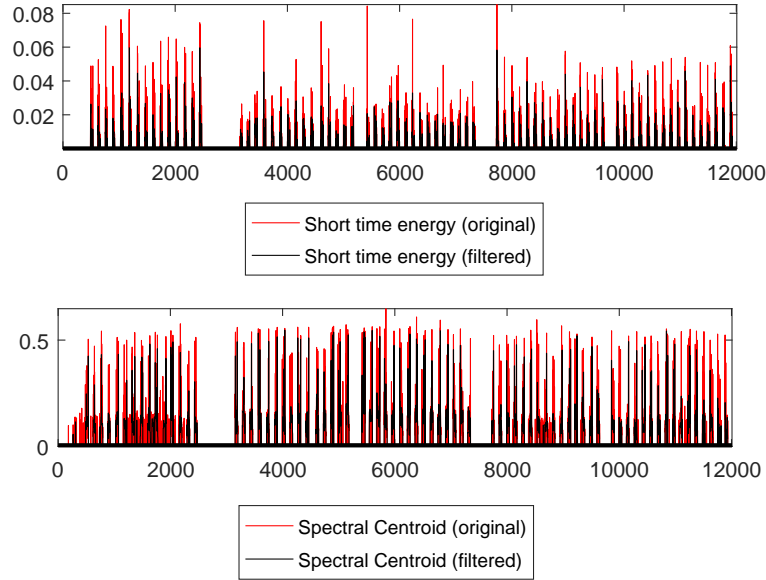 0.08
0.06
0.04
0.02
0 2000 4000 6000 8000 10000 12000
Short time energy (original)
Short time energy (filtered)
0.5
0
0 2000 4000 6000 8000 10000 12000
Spectral Centroid (original)
Spectral Centroid (filtered)